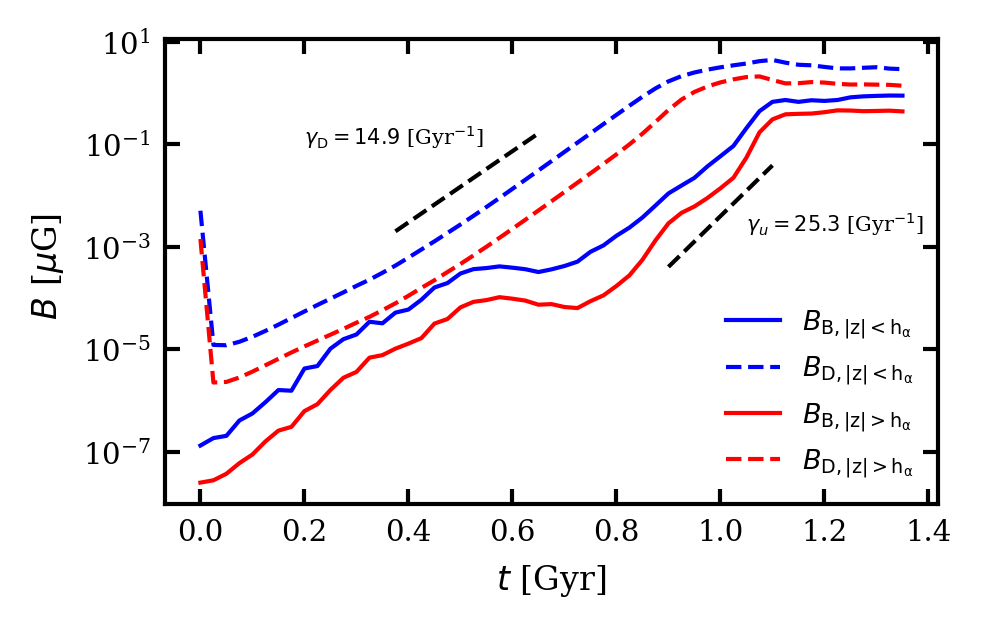 10¹
10⁻¹
10⁻³
10⁻⁵
10⁻⁷
B [μG]
γ_D = 14.9 [Gyr⁻¹]
γ_u = 25.3 [Gyr⁻¹]
B_B, |z| < h_α
B_D, |z| < h_α
B_B, |z| > h_α
B_D, |z| > h_α
0.0 0.2 0.4 0.6 0.8 1.0 1.2 1.4
t [Gyr]